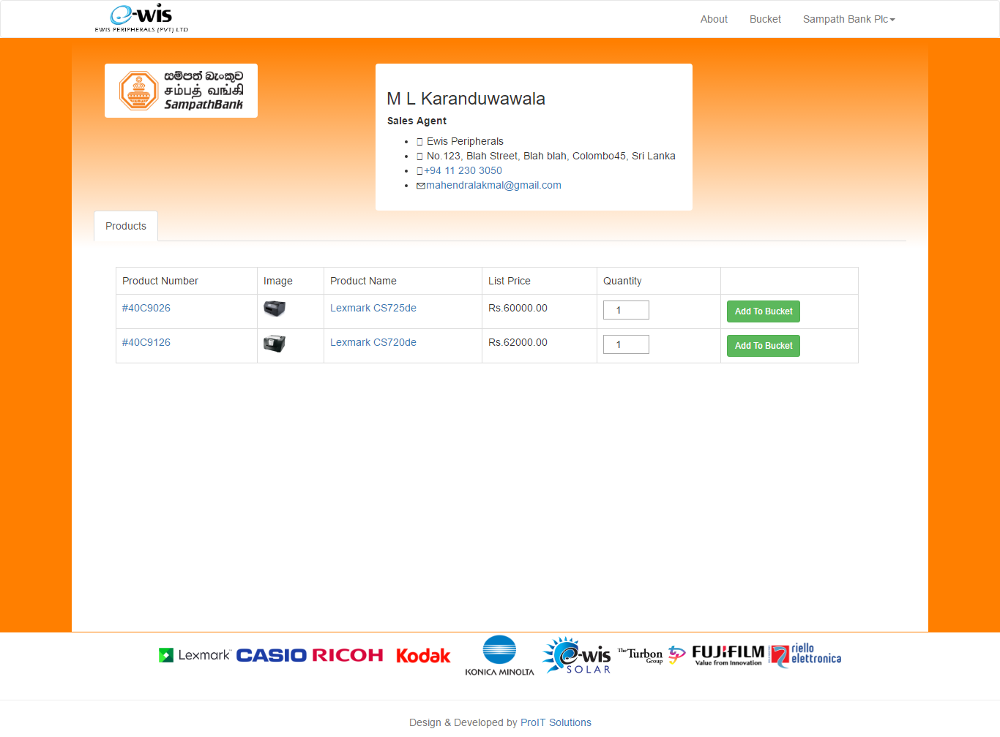 e-wis
EWIS PERIPHERALS (PVT) LTD
About
Bucket
Sampath Bank Plc
සම්පත් බැංකුව
சம்பத் வங்கி
SampathBank
M L Karanduwawala
Sales Agent
Ewis Peripherals
No.123, Blah Street, Blah blah, Colombo45, Sri Lanka
+94 11 230 3050
mahendralakmal@gmail.com
Products
Product Number Image Product Name List Price Quantity
#40C9026 Lexmark CS725de Rs.60000.00 1 Add To Bucket
#40C9126 Lexmark CS720de Rs.62000.00 1 Add To Bucket
Lexmark™
CASIO
RICOH
Kodak
KONICA MINOLTA
e-wis
SOLAR
The Turbon
Group
FUJIFILM
Value from Innovation
riello
elettronica
Design & Developed by ProIT Solutions